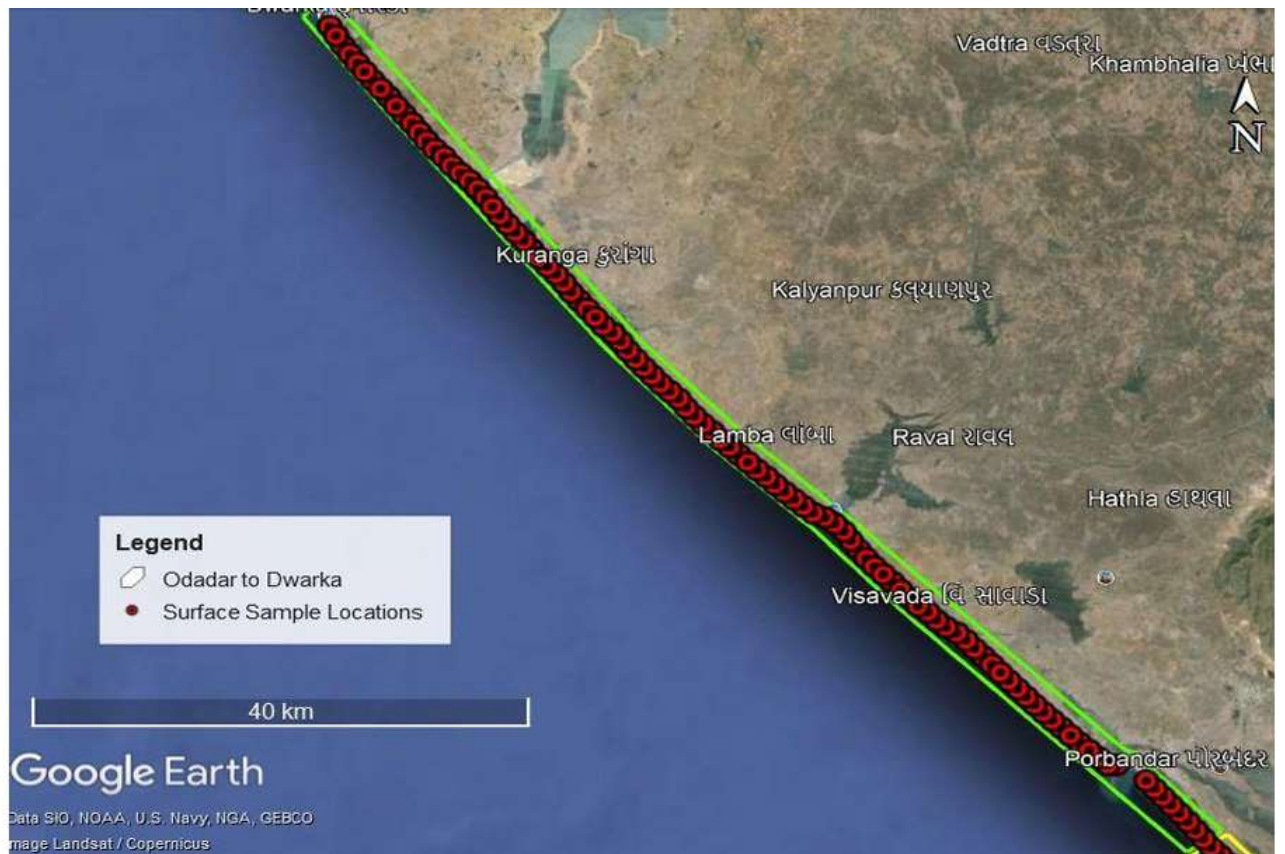 Vadtra વડત્રા
Khambhalia
N
Kuranga કુરાંગા
Kalyanpur કલ્યાણપુર
Lamba લાંબા
Raval રાવલ
Hathla હાથલા
Legend
Odadar to Dwarka
Surface Sample Locations
Visavada વિ સાવાડા
40 km
Porbandar પોરબંદર
Google Earth
Data SIO, NOAA, U.S. Navy, NGA, GEBCO
mage Landsat / Copernicus